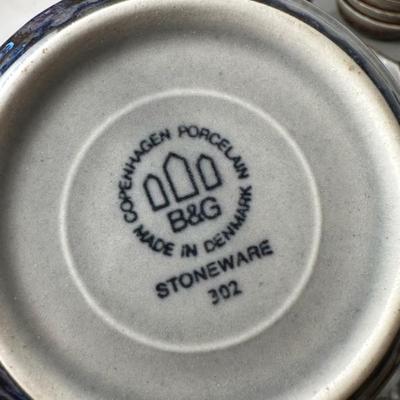 COPENHAGEN PORCELAIN
B&G
MADE IN DENMARK
STONEWARE
302